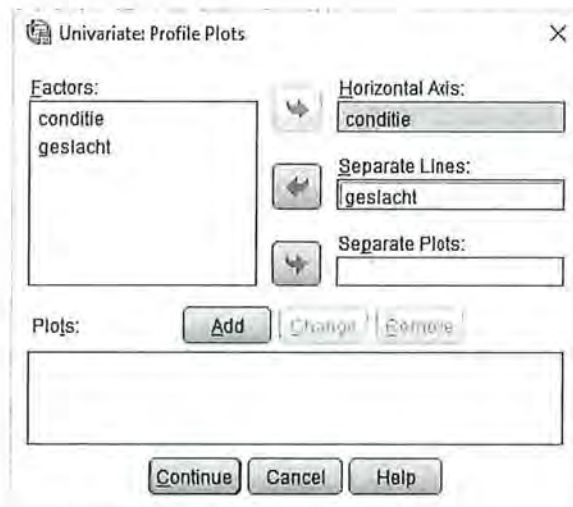 Univariate: Profile Plots
Factors:
conditie
geslacht
Horizontal Axis:
conditie
Separate Lines:
geslacht
Separate Plots:
Plots:
Add
Change
Remove
Continue
Cancel
Help